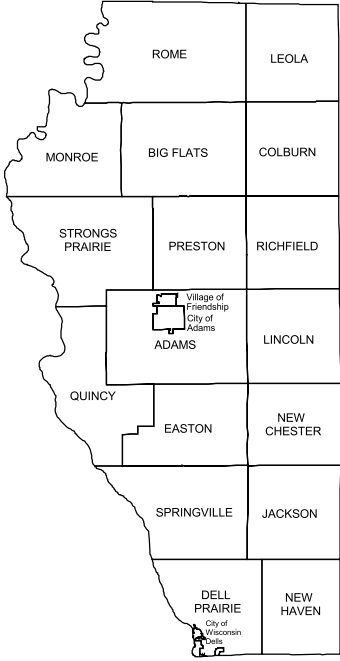 ROME
LEOLA
MONROE
BIG FLATS
COLBURN
STRONGS
PRAIRIE
PRESTON
RICHFIELD
Village of
Friendship
City of
Adams
ADAMS
LINCOLN
QUINCY
EASTON
NEW
CHESTER
SPRINGVILLE
JACKSON
DELL
PRAIRIE
NEW
HAVEN
City of
Wisconsin
Dells